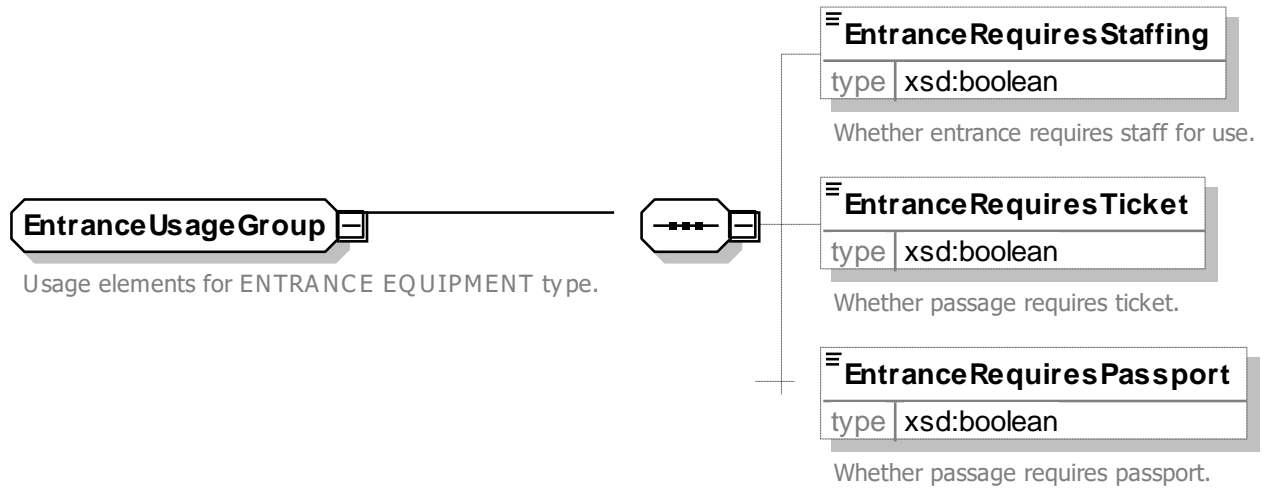 EntranceUsageGroup
Usage elements for ENTRANCE EQUIPMENT type.
EntranceRequiresStaffing
type xsd:boolean
Whether entrance requires staff for use.
EntranceRequiresTicket
type xsd:boolean
Whether passage requires ticket.
EntranceRequiresPassport
type xsd:boolean
Whether passage requires passport.